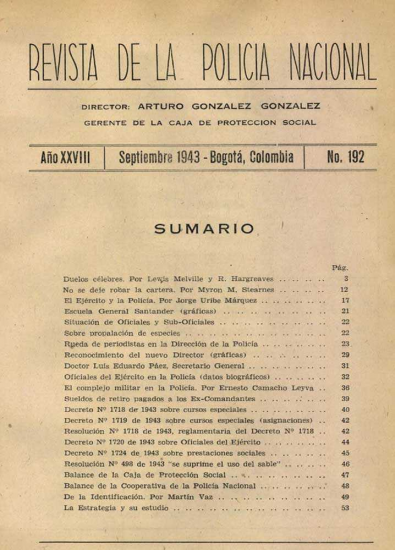 REVISTA DE LA POLICIA NACIONAL
DIRECTOR: ARTURO GONZALEZ GONZALEZ
GERENTE DE LA CAJA DE PROTECCION SOCIAL
Año XXVIII | Septiembre 1943 - Bogotá, Colombia | No. 192
SUMARIO
Pág.
Duelos célebres. Por Lewis Melville y R. Hargreaves .. .. .. .. .. 3
No se deje robar la cartera. Por Myron M. Stearnes .. .. .. .. .. 12
El Ejército y la Policía. Por Jorge Uribe Márquez .. .. .. .. .. .. 17
Escuela General Santander (gráficas) .. .. .. .. .. .. .. .. .. 21
Situación de Oficiales y Sub-Oficiales .. .. .. .. .. .. .. .. .. 22
Sobre propalación de especies .. .. .. .. .. .. .. .. .. .. .. 22
Rueda de periodistas en la Dirección de la Policía .. .. .. .. .. .. 23
Reconocimiento del nuevo Director (gráficas) .. .. .. .. .. .. .. 29
Doctor Luis Eduardo Páez, Secretario General .. .. .. .. .. .. .. 31
Oficiales del Ejército en la Policía (datos biográficos) .. .. .. .. .. 32
El complejo militar en la Policía. Por Ernesto Camacho Leyva .. .. .. 36
Sueldos de retiro pagados a los Ex-Comandantes .. .. .. .. .. .. 39
Decreto Nº 1718 de 1943 sobre cursos especiales .. .. .. .. .. .. 40
Decreto Nº 1719 de 1943 sobre cursos especiales (asignaciones) .. .. 42
Resolución Nº 1718 de 1943, reglamentaria del Decreto Nº 1718 .. .. 42
Decreto Nº 1720 de 1943 sobre Oficiales del Ejército .. .. .. .. .. 44
Decreto Nº 1724 de 1943 sobre prestaciones sociales .. .. .. .. .. 45
Resolución Nº 498 de 1943 "se suprime el uso del sable" .. .. .. .. 46
Balance de la Caja de Protección Social .. .. .. .. .. .. .. .. 47
Balance de la Cooperativa de la Policía Nacional .. .. .. .. .. .. 48
De la Identificación. Por Martín Vaz .. .. .. .. .. .. .. .. .. 49
La Estrategia y su estudio .. .. .. .. .. .. .. .. .. .. .. .. 53